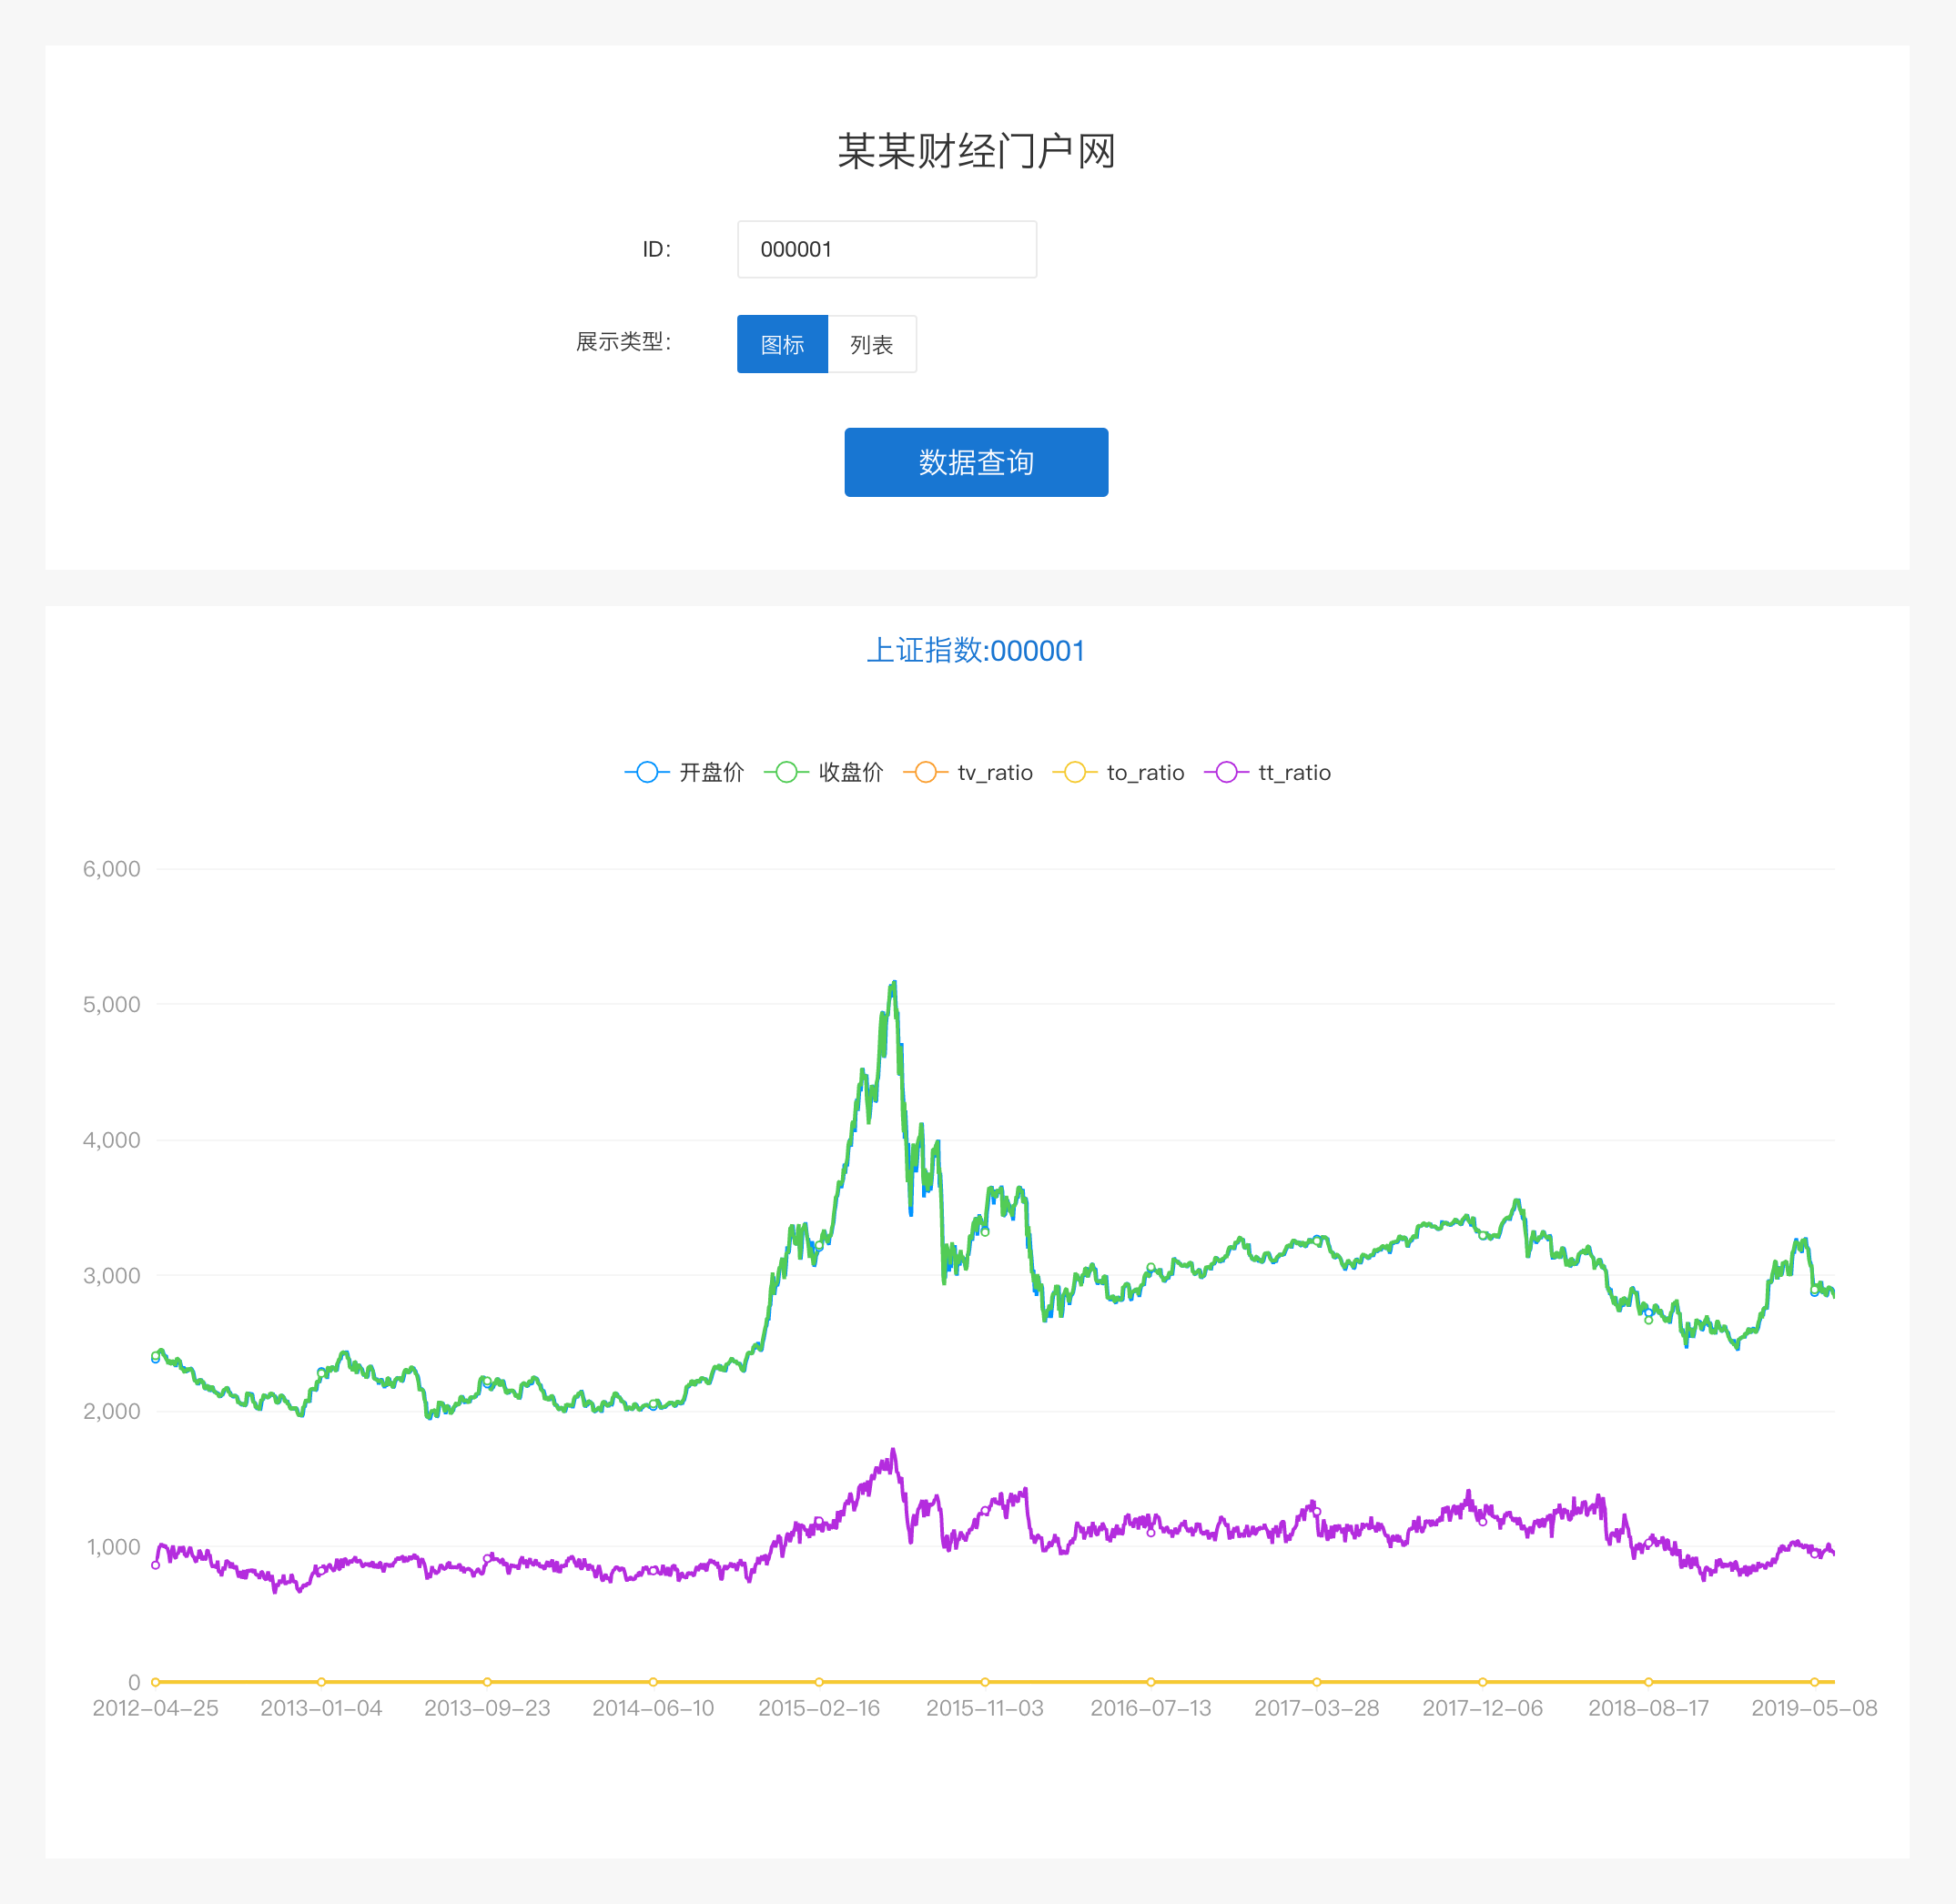 某某财经门户网
ID: 000001
展示类型: 图标 列表
数据查询
上证指数:000001
开盘价 收盘价 tv_ratio to_ratio tt_ratio
6,000
5,000
4,000
3,000
2,000
1,000
0
2012-04-25 2013-01-04 2013-09-23 2014-06-10 2015-02-16 2015-11-03 2016-07-13 2017-03-28 2017-12-06 2018-08-17 2019-05-08